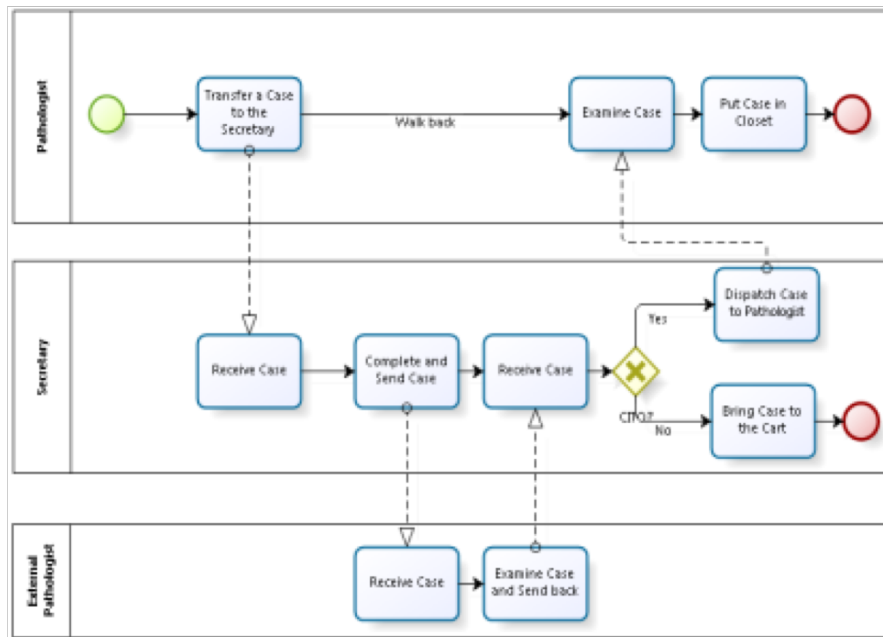 Pathologist
Transfer a Case
to the
Secretary
Walk back
Examine Case
Put Case in
Closet
Secretary
Receive Case
Complete and
Send Case
Receive Case
Yes
No
Dispatch Case
to Pathologist
Bring Case to
the Cart
External
Pathologist
Receive Case
Examine Case
and Send back